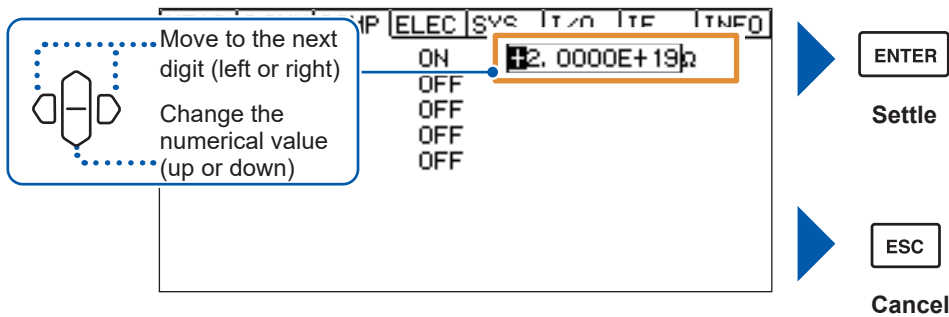 ELEC SYS I/O IF INFO
Move to the next
digit (left or right)
Change the
numerical value
(up or down)
ON +2. 0000E+19Ω
OFF
OFF
OFF
OFF
ENTER
Settle
ESC
Cancel